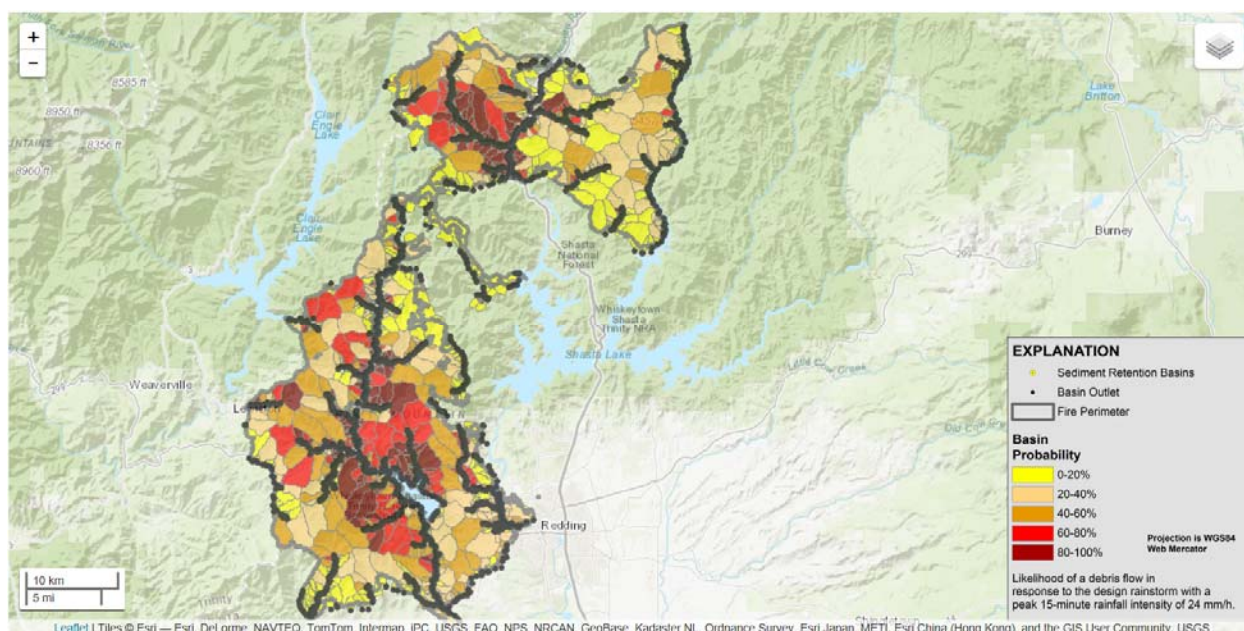 +
−
8585 ft
8950 ft
8356 ft
NTAINS
8960 ft
Clair
Engle
Lake
Clair
Engle
Lake
3
Lake
Britton
Burney
299
Shasta
National
Forest
Whiskeytown
Shasta
Trinity NRA
Shasta Lake
299
Weaverville
Redding
Trinity
10 km
5 mi
EXPLANATION
Sediment Retention Basins
Basin Outlet
Fire Perimeter
Basin
Probability
0-20%
20-40%
40-60%
60-80%
80-100%
Projection is WGS84
Web Mercator
Likelihood of a debris flow in
response to the design rainstorm with a
peak 15-minute rainfall intensity of 24 mm/h.
Leaflet | Tiles © Esri — Esri, DeLorme, NAVTEQ, TomTom, Intermap, iPC, USGS, FAO, NPS, NRCAN, GeoBase, Kadaster NL, Ordnance Survey, Esri Japan, METI, Esri China (Hong Kong), and the GIS User Community, USGS